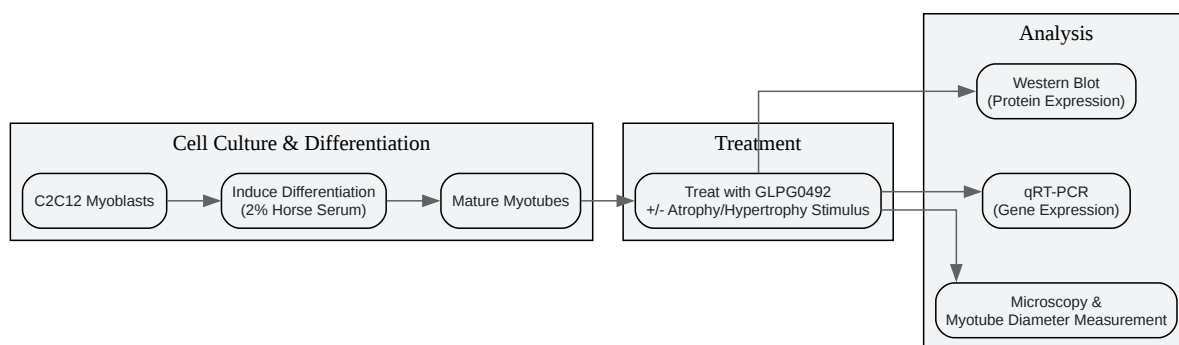 Cell Culture & Differentiation
C2C12 Myoblasts
Induce Differentiation
(2% Horse Serum)
Mature Myotubes
Treatment
Treat with GLPG0492
+/- Atrophy/Hypertrophy Stimulus
Analysis
Western Blot
(Protein Expression)
qRT-PCR
(Gene Expression)
Microscopy &
Myotube Diameter Measurement